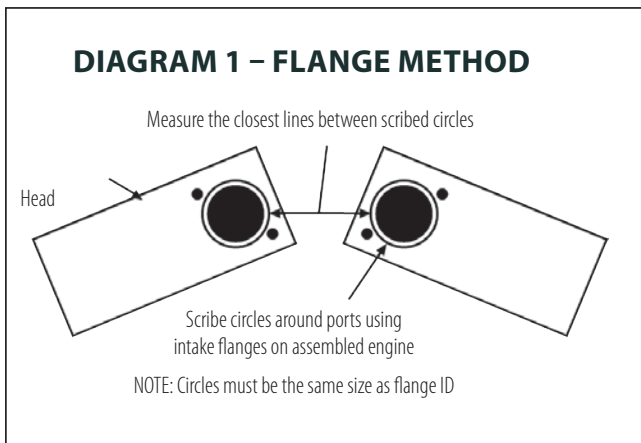 DIAGRAM 1 – FLANGE METHOD
Measure the closest lines between scribed circles
Head
Scribe circles around ports using
intake flanges on assembled engine
NOTE: Circles must be the same size as flange ID